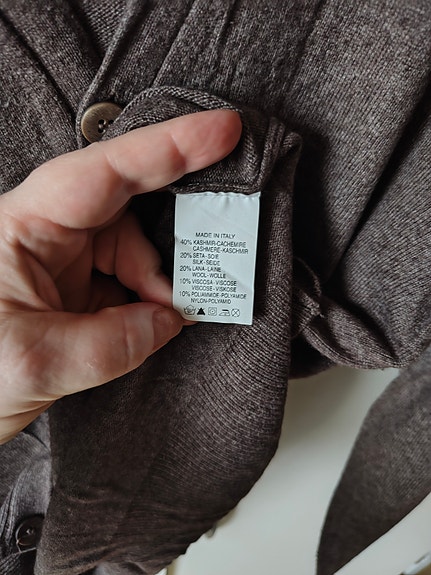 MADE IN ITALY
40% KASHMIR-CACHEMIRE
CASHMERE-KASCHMIR
20% SETA-SOIE
SILK-SEIDE
20% LANA-LAINE
WOOL-WOLLE
10% VISCOSA-VISCOSE
VISCOSE-VISKOSE
10% POLIAMMIDE-POLYAMIDE
NYLON-POLYAMID